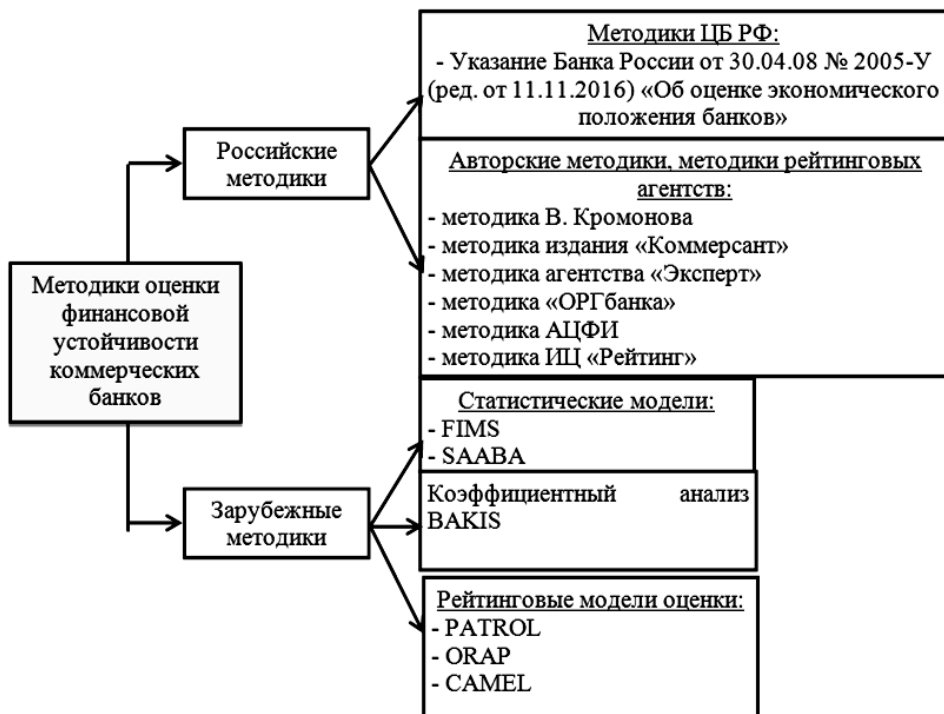 Методики оценки
финансовой
устойчивости
коммерческих
банков
Российские
методики
Методики ЦБ РФ:
- Указание Банка России от 30.04.08 № 2005-У
(ред. от 11.11.2016) «Об оценке экономического
положения банков»
Авторские методики, методики рейтинговых
агентств:
- методика В. Кромонова
- методика издания «Коммерсант»
- методика агентства «Эксперт»
- методика «ОРГбанка»
- методика АЦФИ
- методика ИЦ «Рейтинг»
Зарубежные
методики
Статистические модели:
- FIMS
- SAABA
Коэффициентный анализ
BAKIS
Рейтинговые модели оценки:
- PATROL
- ORAP
- CAMEL